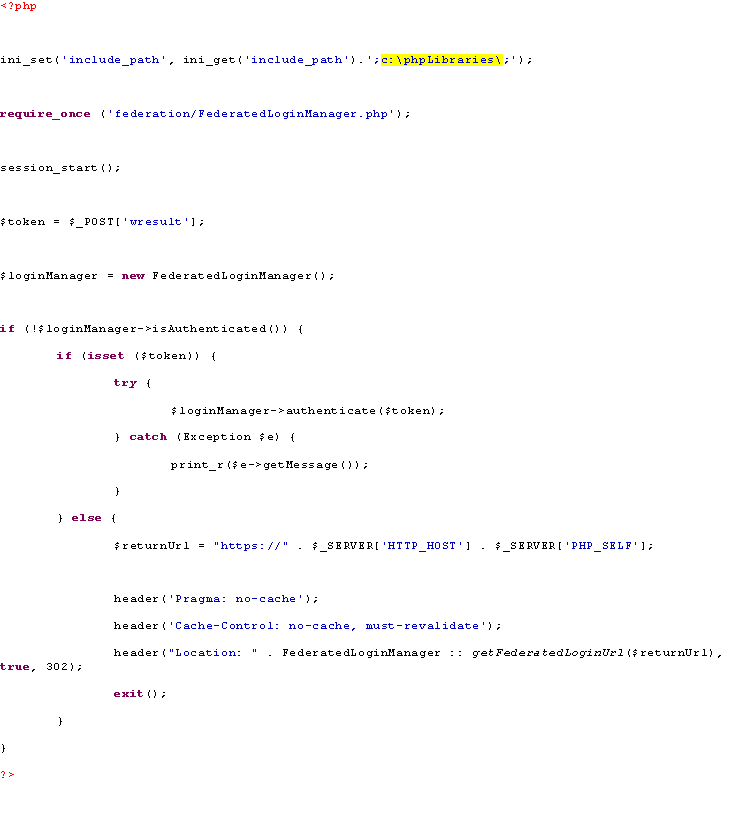 <?php
ini_set('include_path', ini_get('include_path').';c:\phpLibraries\;');
require_once ('federation/FederatedLoginManager.php');
session_start();
$token = $_POST['wresult'];
$loginManager = new FederatedLoginManager();
if (!$loginManager->isAuthenticated()) {
if (isset ($token)) {
try {
$loginManager->authenticate($token);
} catch (Exception $e) {
print_r($e->getMessage());
}
} else {
$returnUrl = "https://" . $_SERVER['HTTP_HOST'] . $_SERVER['PHP_SELF'];
header('Pragma: no-cache');
header('Cache-Control: no-cache, must-revalidate');
header("Location: " . FederatedLoginManager :: getFederatedLoginUrl($returnUrl),
true, 302);
exit();
}
}
?>